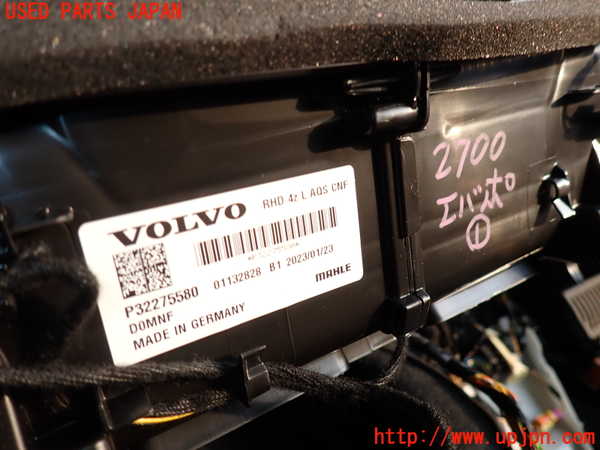 USED PARTS JAPAN
VOLVO
RHD 4z L AQS CNF
P32275580
01132828 B1 2023/01/23
DOMNF
MAHLE
MADE IN GERMANY
2700
エバポ
①
http://www.upjpn.com/